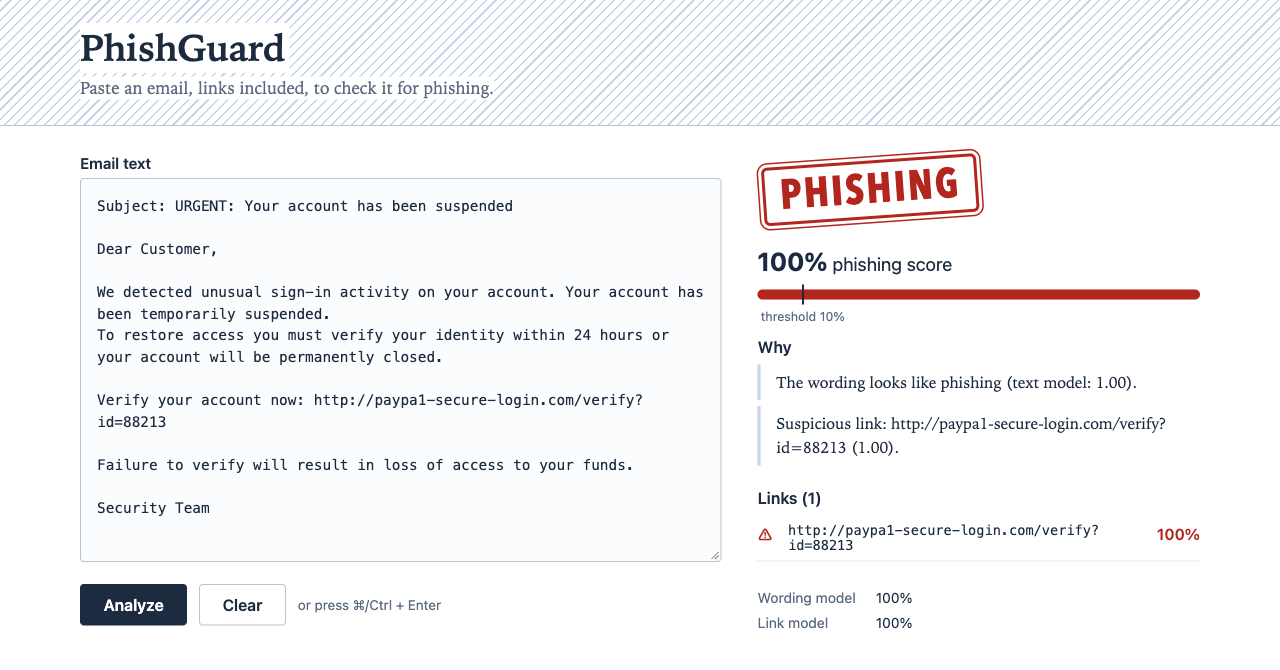 PhishGuard
Paste an email, links included, to check it for phishing.
Email text
Subject: URGENT: Your account has been suspended
Dear Customer,
We detected unusual sign-in activity on your account. Your account has
been temporarily suspended.
To restore access you must verify your identity within 24 hours or
your account will be permanently closed.
Verify your account now: http://paypa1-secure-login.com/verify?
id=88213
Failure to verify will result in loss of access to your funds.
Security Team
Analyze
Clear
or press ⌘/Ctrl + Enter
PHISHING
100% phishing score
threshold 10%
Why
The wording looks like phishing (text model: 1.00).
Suspicious link: http://paypa1-secure-login.com/verify?
id=88213 (1.00).
Links (1)
http://paypa1-secure-login.com/verify?
id=88213
100%
Wording model 100%
Link model 100%